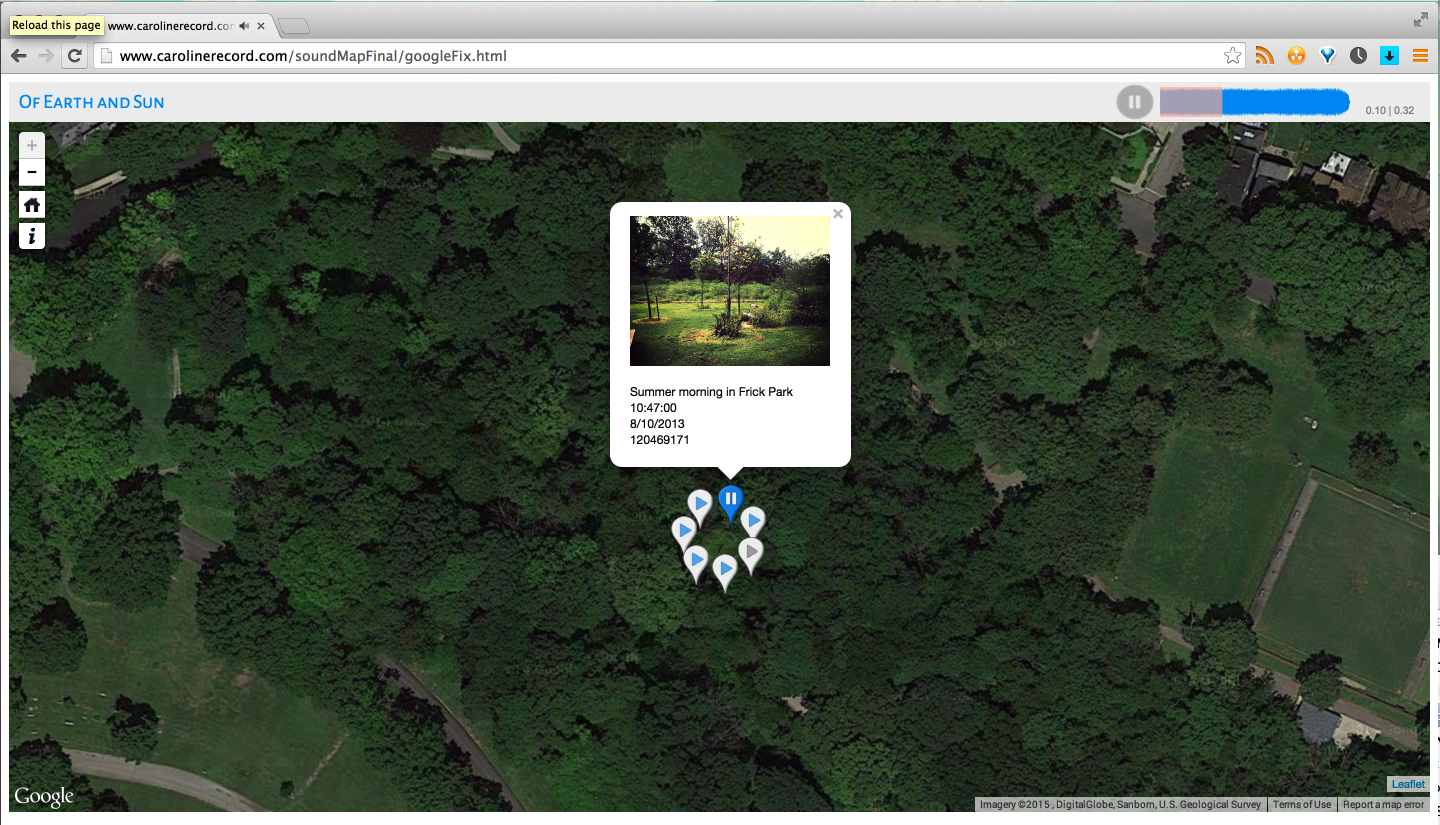 Reload this page
www.carolinerecord.con
www.carolinerecord.com/soundMapFinal/googleFix.html
Of Earth and Sun
0.10 | 0.32
+
-
i
Summer morning in Frick Park
10:47:00
8/10/2013
120469171
Leaflet
Google
Imagery ©2015 , DigitalGlobe, Sanborn, U.S. Geological Survey
Terms of Use
Report a map error